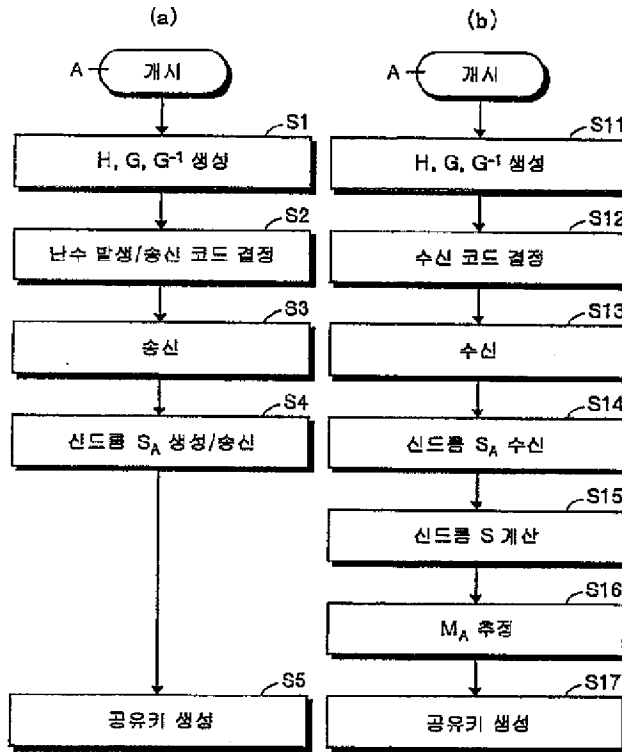 (a)
A
개시
S1
H, G, G⁻¹ 생성
S2
난수 발생/송신 코드 결정
S3
송신
S4
신드롬 S_A 생성/송신
S5
공유키 생성
(b)
A
개시
S11
H, G, G⁻¹ 생성
S12
수신 코드 결정
S13
수신
S14
신드롬 S_A 수신
S15
신드롬 S 계산
S16
M_A 추정
S17
공유키 생성